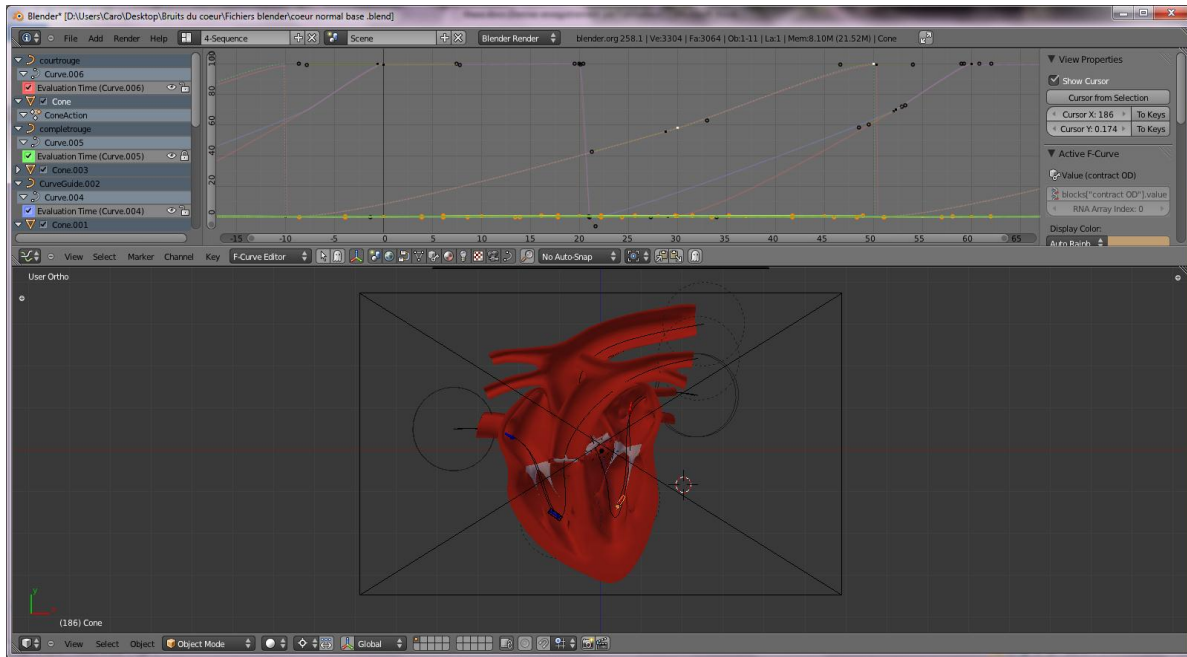 Blender* [D:\Users\Caro\Desktop\Bruits du coeur\Fichiers blender\coeur normal base .blend]
File Add Render Help 4-Sequence Scene Blender Render blender.org 258.1 | Ve:3304 | Fa:3064 | Ob:1-11 | La:1 | Mem:8.10M (21.52M) | Cone
courtrouge
Curve.006
Evaluation Time (Curve.006)
Cone
ConeAction
completrouge
Curve.005
Evaluation Time (Curve.005)
Cone.003
CurveGuide.002
Curve.004
Evaluation Time (Curve.004)
Cone.001
100
80
60
40
20
0
-15 -10 -5 0 5 10 15 20 25 30 35 40 45 50 55 60 65
View Properties
Show Cursor
Cursor from Selection
Cursor X: 186 To Keys
Cursor Y: 0.174 To Keys
Active F-Curve
Value (contract OD)
blocks["contract OD"].value
RNA Array Index: 0
Display Color:
Auto Rainb
View Select Marker Channel Key F-Curve Editor No Auto-Snap
User Ortho
y
x
(186) Cone
View Select Object Object Mode Global